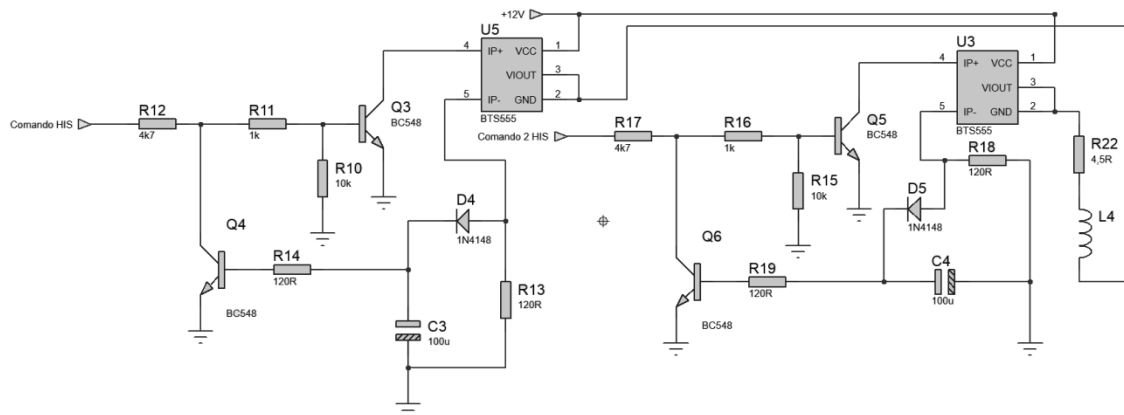 +12V
U5
4
IP+
VCC
1
VIOUT
3
5
IP-
GND
2
BTS555
U3
4
IP+
VCC
1
VIOUT
3
5
IP-
GND
2
BTS555
Comando HIS
R12
4k7
R11
1k
Q3
BC548
R10
10k
Comando 2 HIS
R17
4k7
R16
1k
Q5
BC548
R15
10k
R18
120R
R22
4,5R
D4
1N4148
D5
1N4148
L4
Q4
BC548
R14
120R
R13
120R
C3
100u
Q6
BC548
R19
120R
C4
100u